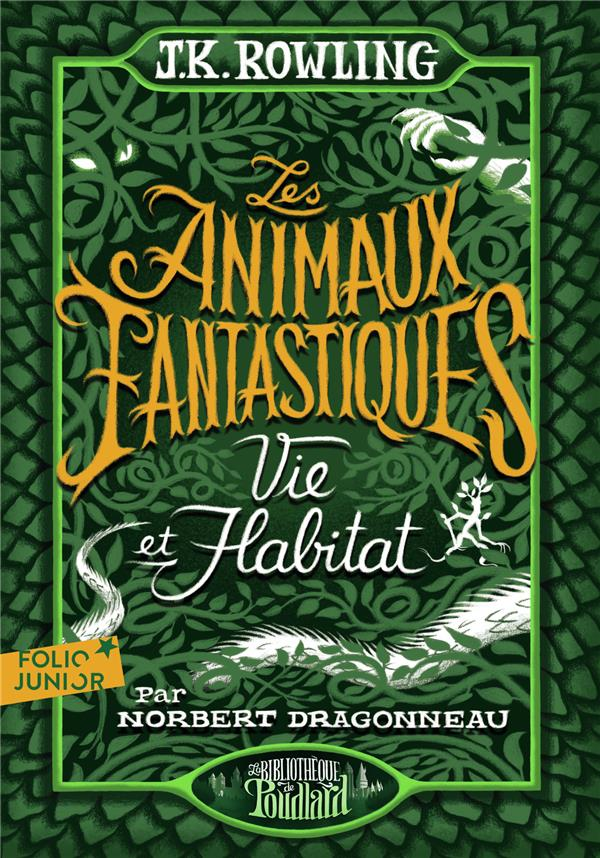 J.K. ROWLING
Les
ANIMAUX
FANTASTIQUES
Vie
et Habitat
FOLIO
JUNIOR
Par
NORBERT DRAGONNEAU
La BIBLIOTHÈQUE
de
Poudlard